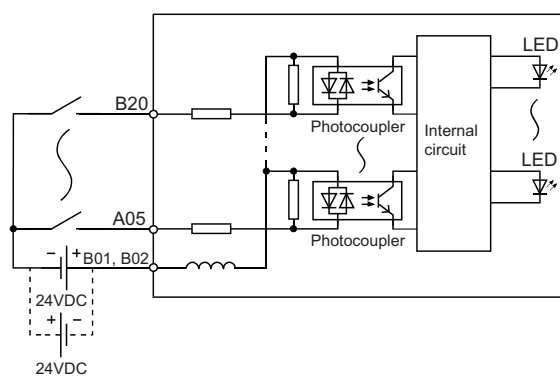 LED
B20
Photocoupler
Internal
circuit
LED
A05
Photocoupler
− + B01, B02
24VDC
+ −
24VDC